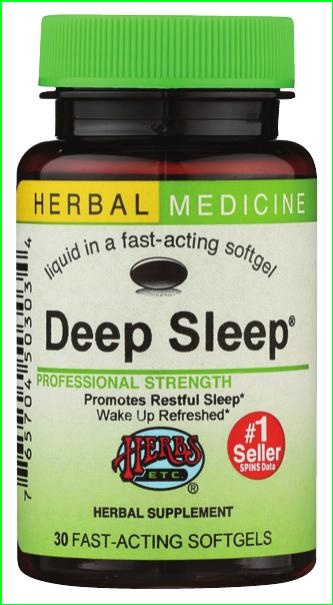 HERBAL MEDICINE
liquid in a fast-acting softgel
Deep Sleep®
PROFESSIONAL STRENGTH
Promotes Restful Sleep*
Wake Up Refreshed*
#1
Seller
SPINS Data
HERBS
ETC.
®
HERBAL SUPPLEMENT
30 FAST-ACTING SOFTGELS
7 65704 50303 4